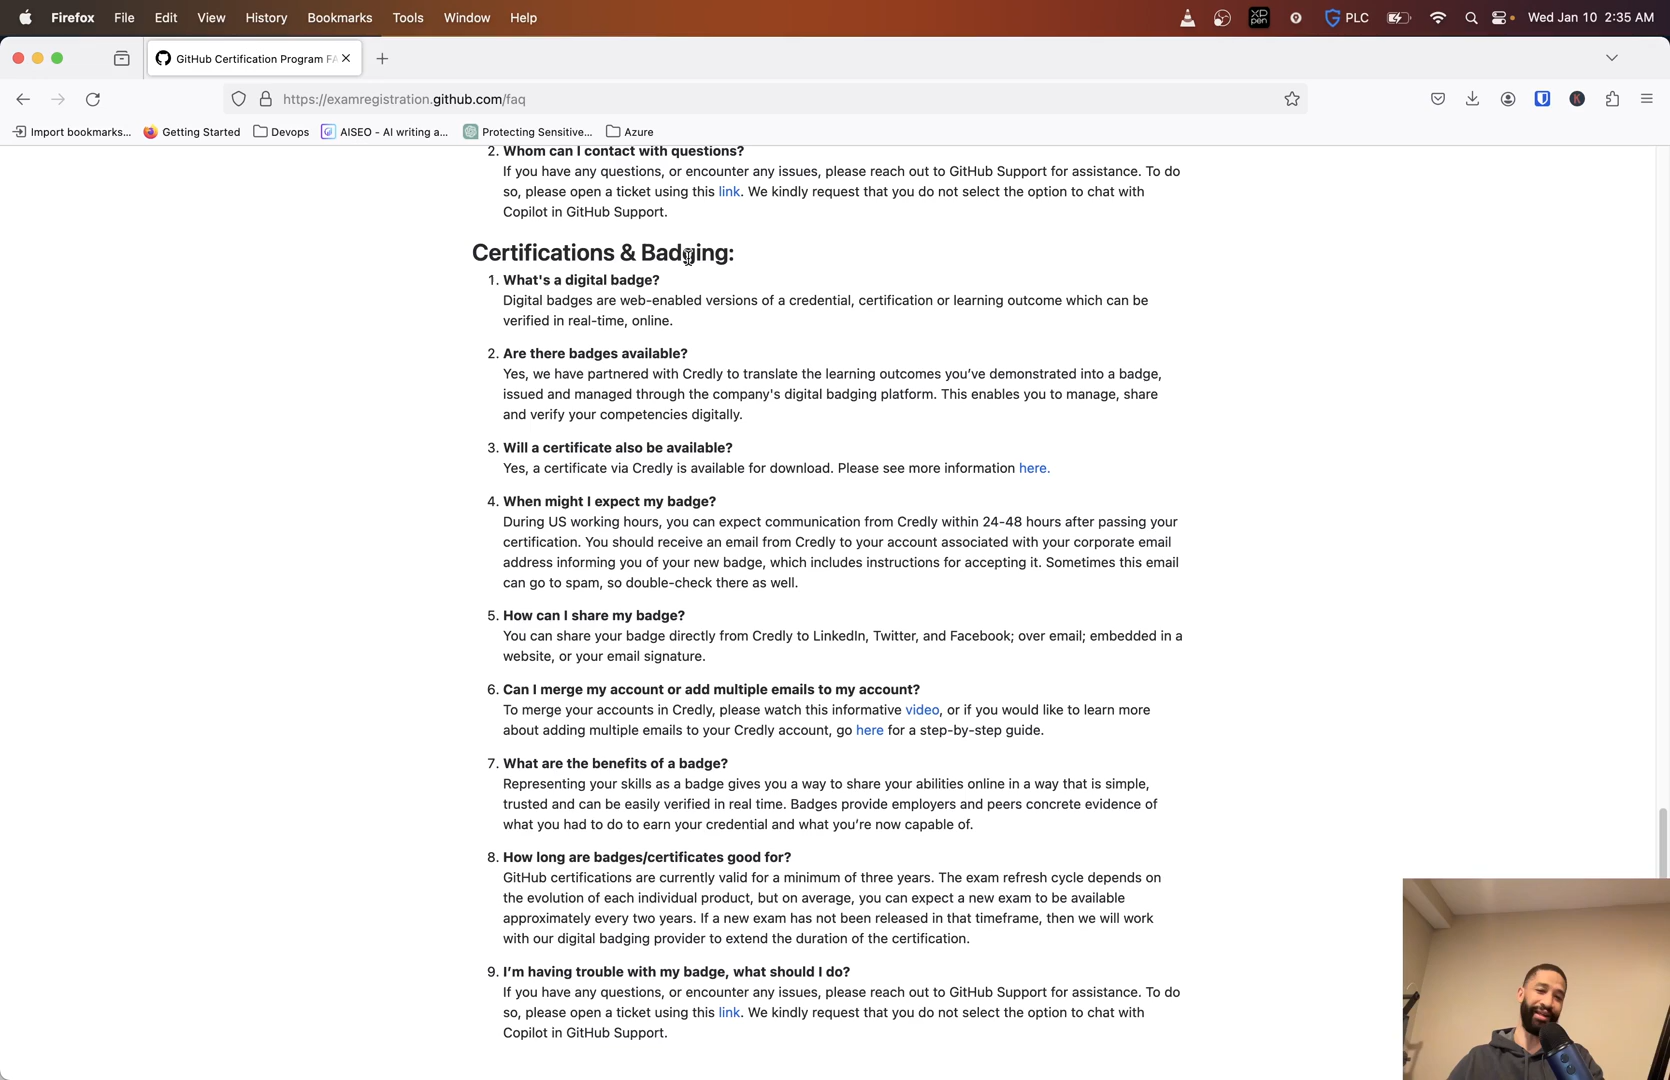 Firefox File Edit View History Bookmarks Tools Window Help
XP pen PLC Wed Jan 10 2:35 AM
GitHub Certification Program FA
https://examregistration.github.com/faq
Import bookmarks... Getting Started Devops AISEO - AI writing a... Protecting Sensitive... Azure
2. Whom can I contact with questions?
If you have any questions, or encounter any issues, please reach out to GitHub Support for assistance. To do
so, please open a ticket using this link. We kindly request that you do not select the option to chat with
Copilot in GitHub Support.
Certifications & Badging:
1. What's a digital badge?
Digital badges are web-enabled versions of a credential, certification or learning outcome which can be
verified in real-time, online.
2. Are there badges available?
Yes, we have partnered with Credly to translate the learning outcomes you’ve demonstrated into a badge,
issued and managed through the company's digital badging platform. This enables you to manage, share
and verify your competencies digitally.
3. Will a certificate also be available?
Yes, a certificate via Credly is available for download. Please see more information here.
4. When might I expect my badge?
During US working hours, you can expect communication from Credly within 24-48 hours after passing your
certification. You should receive an email from Credly to your account associated with your corporate email
address informing you of your new badge, which includes instructions for accepting it. Sometimes this email
can go to spam, so double-check there as well.
5. How can I share my badge?
You can share your badge directly from Credly to LinkedIn, Twitter, and Facebook; over email; embedded in a
website, or your email signature.
6. Can I merge my account or add multiple emails to my account?
To merge your accounts in Credly, please watch this informative video, or if you would like to learn more
about adding multiple emails to your Credly account, go here for a step-by-step guide.
7. What are the benefits of a badge?
Representing your skills as a badge gives you a way to share your abilities online in a way that is simple,
trusted and can be easily verified in real time. Badges provide employers and peers concrete evidence of
what you had to do to earn your credential and what you’re now capable of.
8. How long are badges/certificates good for?
GitHub certifications are currently valid for a minimum of three years. The exam refresh cycle depends on
the evolution of each individual product, but on average, you can expect a new exam to be available
approximately every two years. If a new exam has not been released in that timeframe, then we will work
with our digital badging provider to extend the duration of the certification.
9. I’m having trouble with my badge, what should I do?
If you have any questions, or encounter any issues, please reach out to GitHub Support for assistance. To do
so, please open a ticket using this link. We kindly request that you do not select the option to chat with
Copilot in GitHub Support.